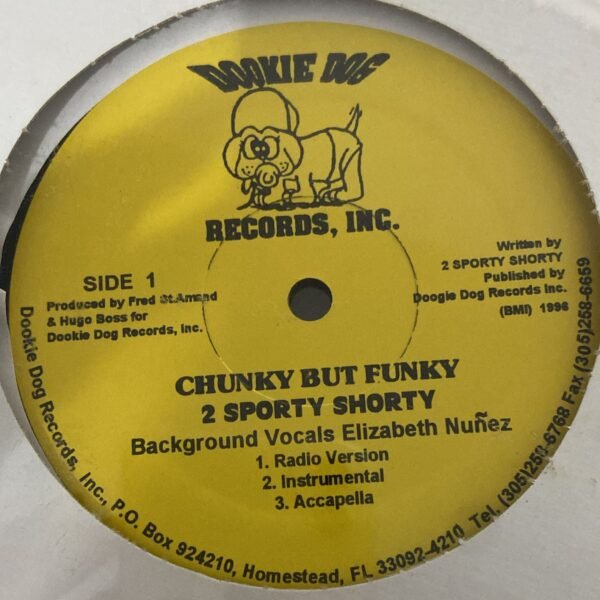 DOOKIE DOG
RECORDS, INC.
SIDE 1
Produced by Fred St.Amand
& Hugo Boss for
Dookie Dog Records, Inc.
Written by
2 SPORTY SHORTY
Published by
Doogie Dog Records Inc.
(BMI) 1996
CHUNKY BUT FUNKY
2 SPORTY SHORTY
Background Vocals Elizabeth Nuñez
1. Radio Version
2. Instrumental
3. Accapella
Dookie Dog Records, Inc., P.O. Box 924210, Homestead, FL 33092-4210 Tel. (305)258-6768 Fax (305)258-6659